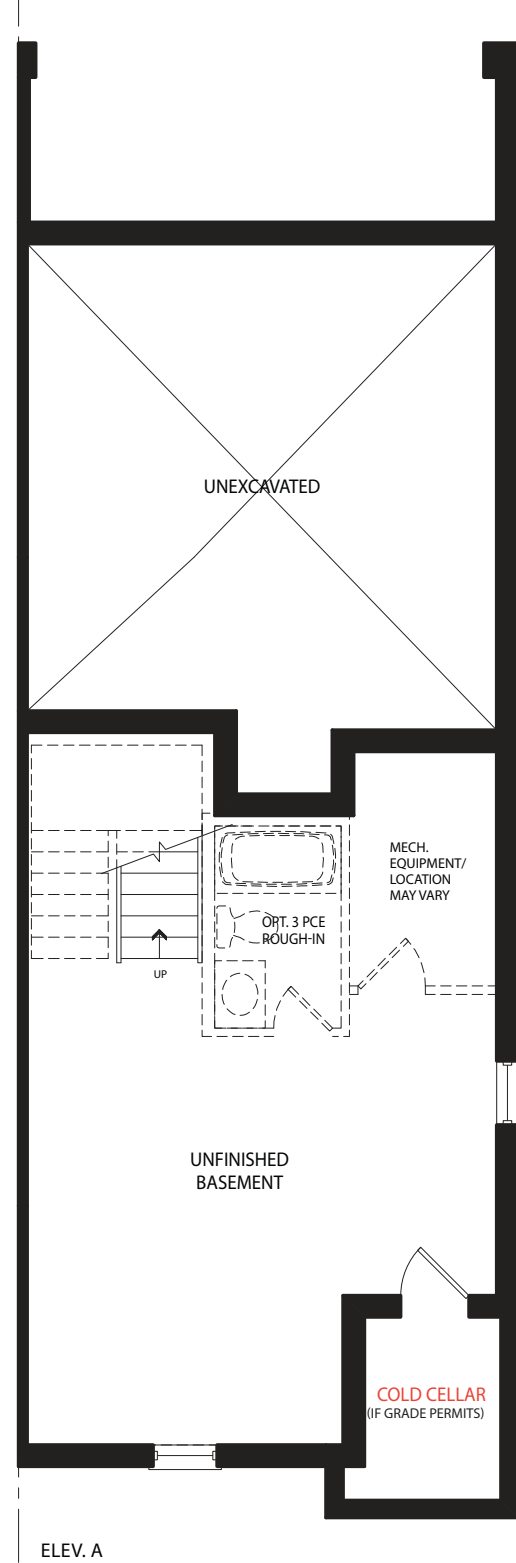 UNEXCAVATED
MECH.
EQUIPMENT/
LOCATION
MAY VARY
OPT. 3 PCE
ROUGH-IN
UP
UNFINISHED
BASEMENT
COLD CELLAR
(IF GRADE PERMITS)
ELEV. A